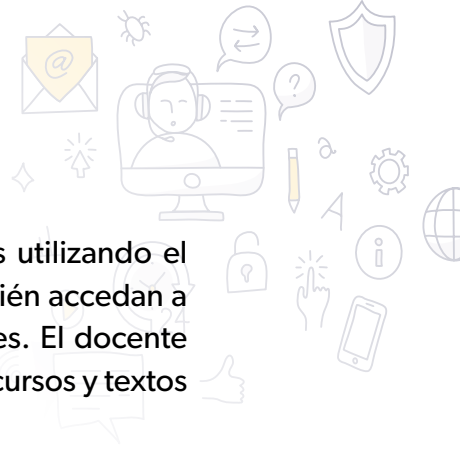 s utilizando el
ién accedan a
es. El docente
cursos y textos